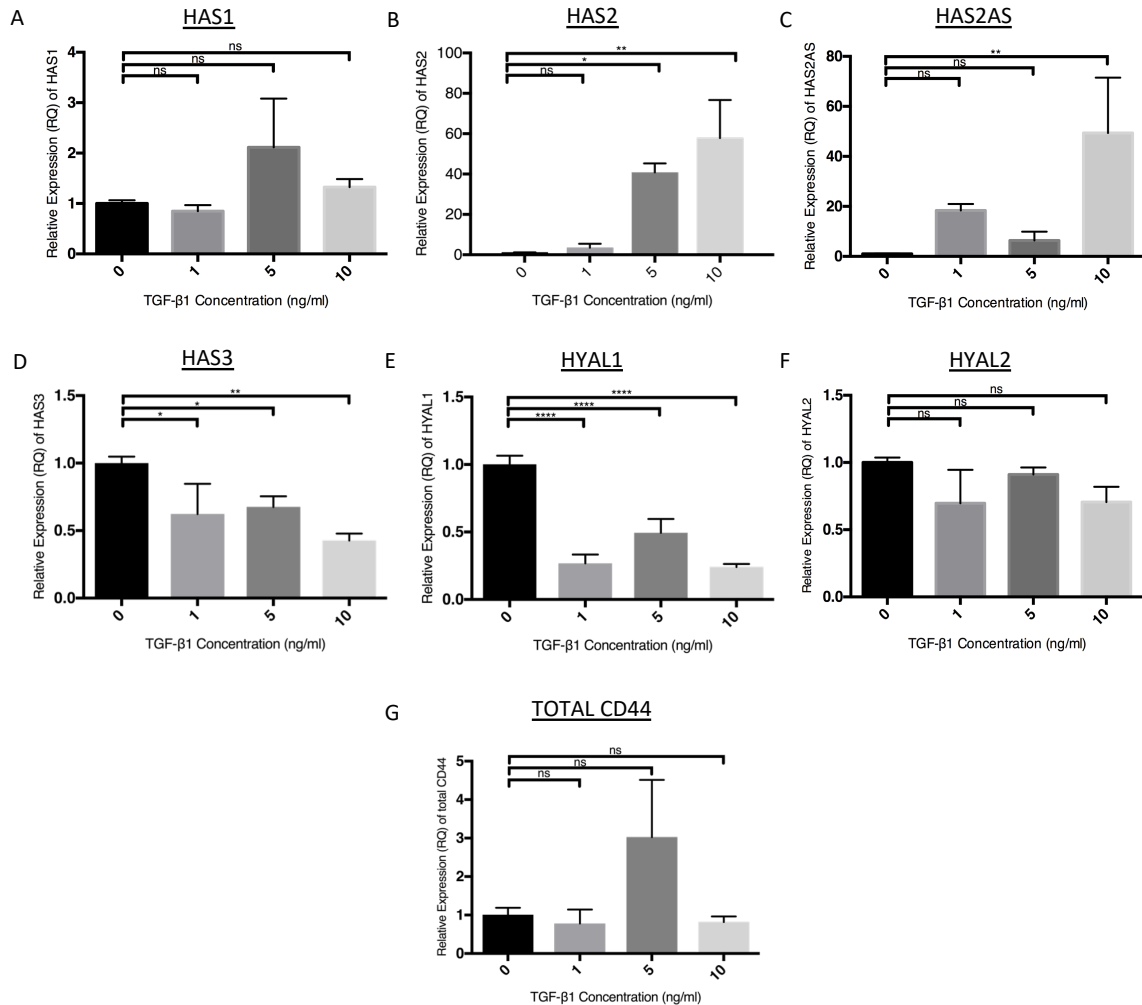 A
HAS1
Relative Expression (RQ) of HAS1
4
3
2
1
0
ns
ns
ns
0
1
5
10
TGF-β1 Concentration (ng/ml)
B
HAS2
Relative Expression (RQ) of HAS2
100
80
60
40
20
0
**
*
ns
0
1
5
10
TGF-β1 Concentration (ng/ml)
C
HAS2AS
Relative Expression (RQ) of HAS2AS
80
60
40
20
0
**
ns
ns
0
1
5
10
TGF-β1 Concentration (ng/ml)
D
HAS3
Relative Expression (RQ) of HAS3
1.5
1.0
0.5
0.0
**
*
*
0
1
5
10
TGF-β1 Concentration (ng/ml)
E
HYAL1
Relative Expression (RQ) of HYAL1
1.5
1.0
0.5
0.0
****
****
****
0
1
5
10
TGF-β1 Concentration (ng/ml)
F
HYAL2
Relative Expression (RQ) of HYAL2
1.5
1.0
0.5
0.0
ns
ns
ns
0
1
5
10
TGF-β1 Concentration (ng/ml)
G
TOTAL CD44
Relative Expression (RQ) of total CD44
5
4
3
2
1
0
ns
ns
ns
0
1
5
10
TGF-β1 Concentration (ng/ml)